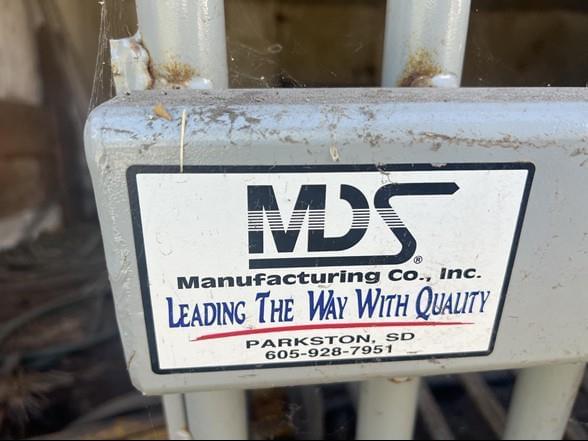 MDS®
Manufacturing Co., Inc.
LEADING THE WAY WITH QUALITY
PARKSTON, SD
605-928-7951